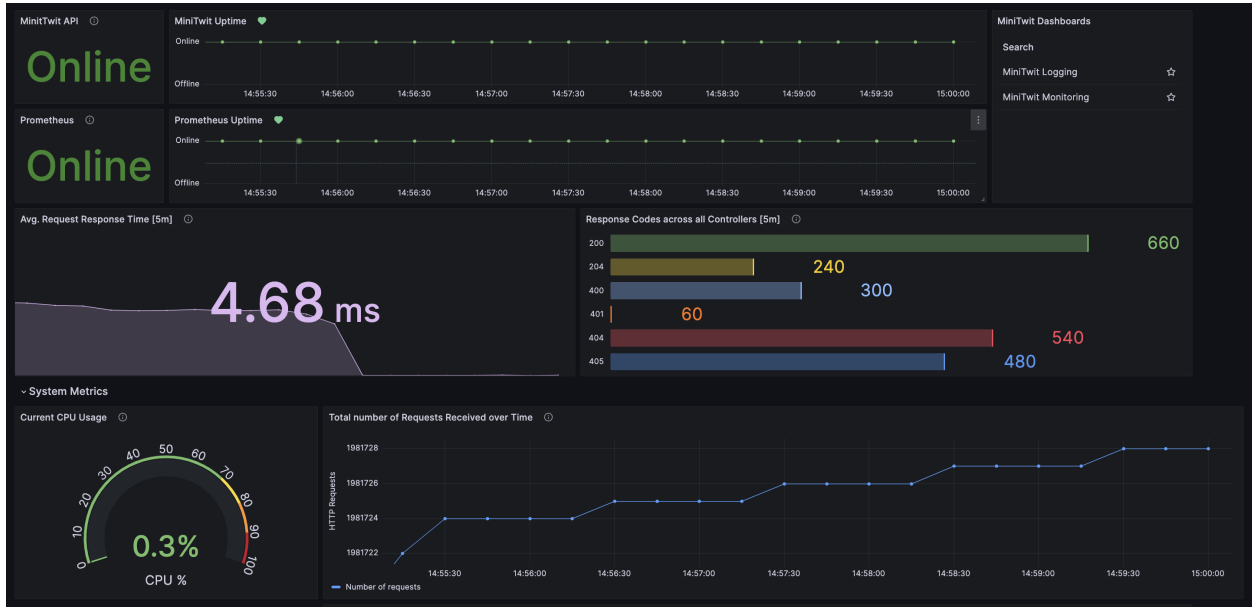 MinitTwit API
Online
MiniTwit Uptime
Online
Offline
14:55:30 14:56:00 14:56:30 14:57:00 14:57:30 14:58:00 14:58:30 14:59:00 14:59:30 15:00:00
MiniTwit Dashboards
Search
MiniTwit Logging
MiniTwit Monitoring
Prometheus
Online
Prometheus Uptime
Online
Offline
14:55:30 14:56:00 14:56:30 14:57:00 14:57:30 14:58:00 14:58:30 14:59:00 14:59:30 15:00:00
Avg. Request Response Time [5m]
4.68 ms
Response Codes across all Controllers [5m]
200 660
204 240
400 300
401 60
404 540
405 480
System Metrics
Current CPU Usage
0 10 20 30 40 50 60 70 80 90 100
0.3%
CPU %
Total number of Requests Received over Time
HTTP Requests
1981728
1981726
1981724
1981722
14:55:30 14:56:00 14:56:30 14:57:00 14:57:30 14:58:00 14:58:30 14:59:00 14:59:30 15:00:00
Number of requests